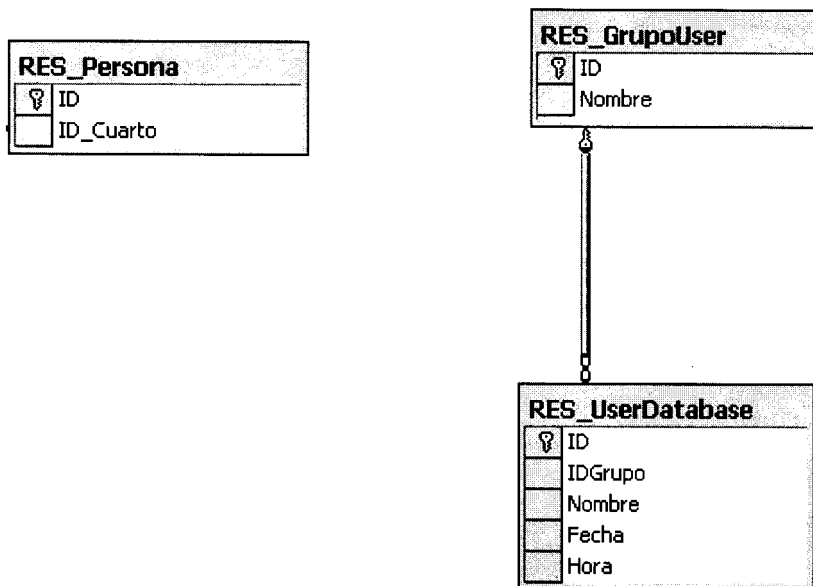 RES_Persona
ID
ID_Cuarto
RES_GrupoUser
ID
Nombre
RES_UserDatabase
ID
IDGrupo
Nombre
Fecha
Hora